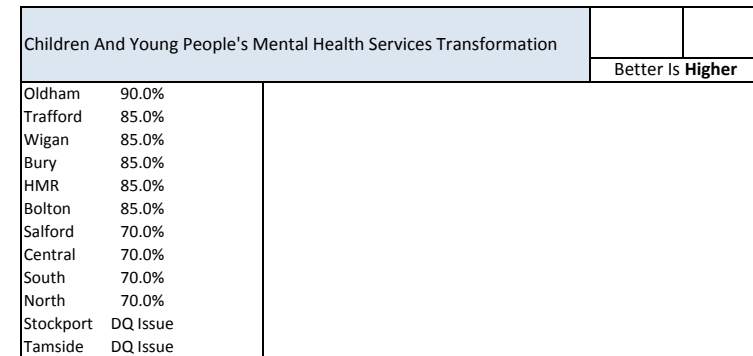 Children And Young People's Mental Health Services Transformation
Better Is Higher
Oldham 90.0%
Trafford 85.0%
Wigan 85.0%
Bury 85.0%
HMR 85.0%
Bolton 85.0%
Salford 70.0%
Central 70.0%
South 70.0%
North 70.0%
Stockport DQ Issue
Tamside DQ Issue